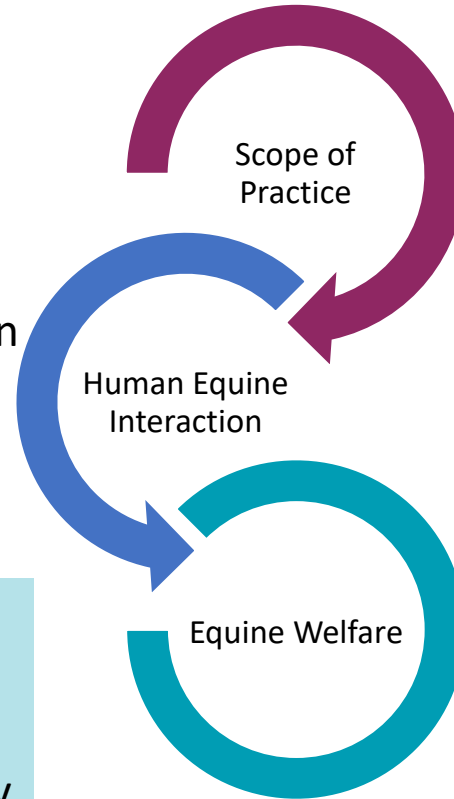 Scope of
Practice
n
Human Equine
Interaction
Equine Welfare